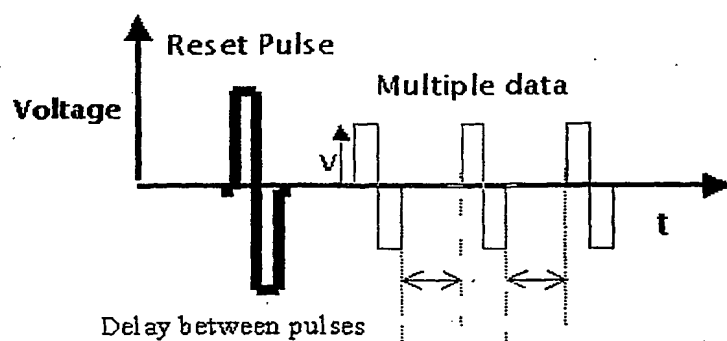 Reset Pulse
Multiple data
Voltage
V
t
Delay between pulses